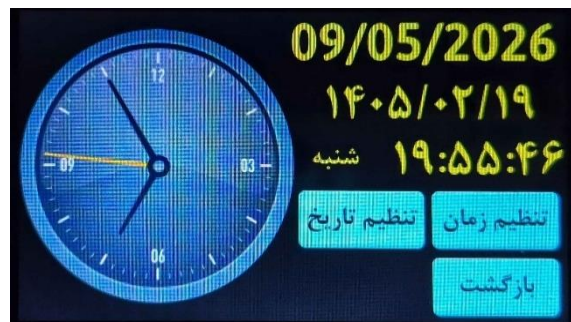 09/05/2026
۱۴۰۵/۰۲/۱۹
۱۹:۵۵:۴۶ شنبه
تنظیم زمان تنظیم تاریخ
بازگشت
12
03
06
09